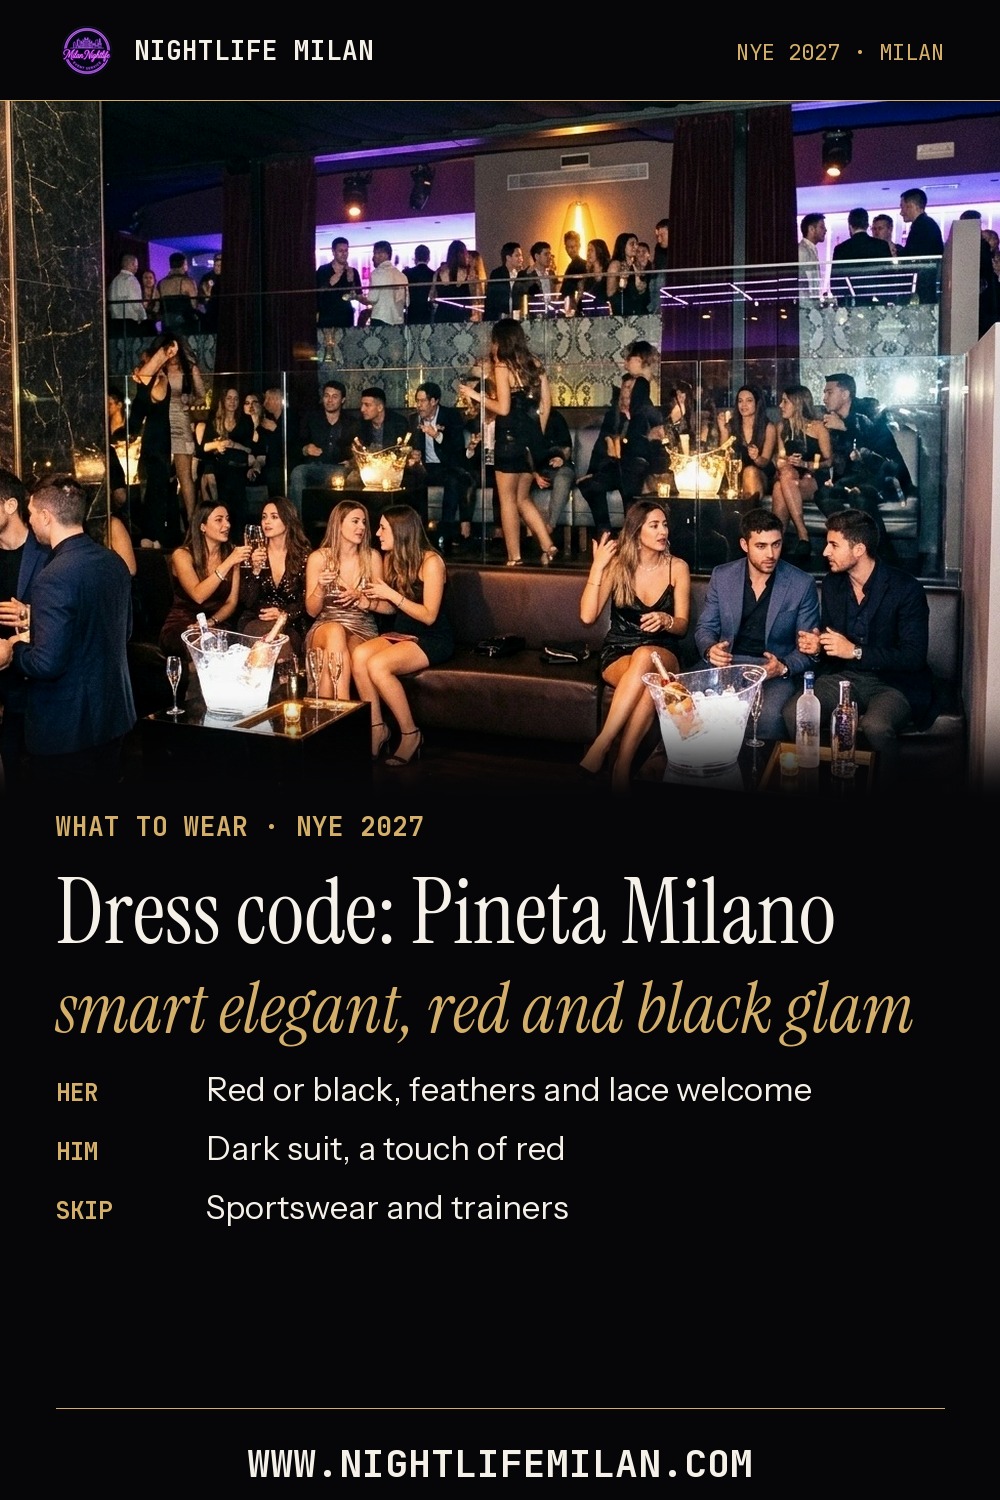 Milan Nightlife
NIGHTLIFE MILAN
NYE 2027 · MILAN
WHAT TO WEAR · NYE 2027
Dress code: Pineta Milano
smart elegant, red and black glam
HER Red or black, feathers and lace welcome
HIM Dark suit, a touch of red
SKIP Sportswear and trainers
WWW.NIGHTLIFEMILAN.COM